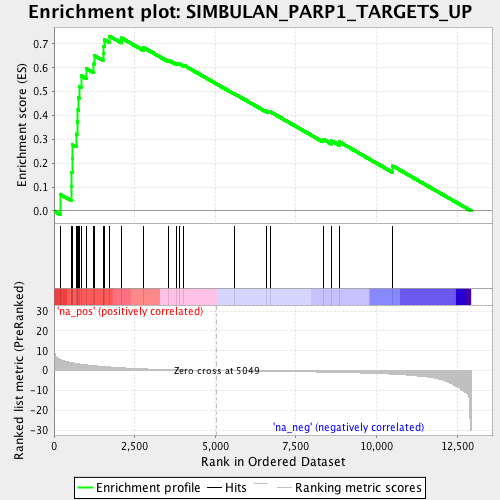 Enrichment plot: SIMBULAN_PARP1_TARGETS_UP
Enrichment score (ES)
0.7
0.6
0.5
0.4
0.3
0.2
0.1
0.0
'na_pos' (positively correlated)
Ranked list metric (PreRanked)
30
20
10
0
-10
-20
-30
Zero cross at 5049
'na_neg' (negatively correlated)
0 2,500 5,000 7,500 10,000 12,500
Rank in Ordered Dataset
Enrichment profile Hits Ranking metric scores